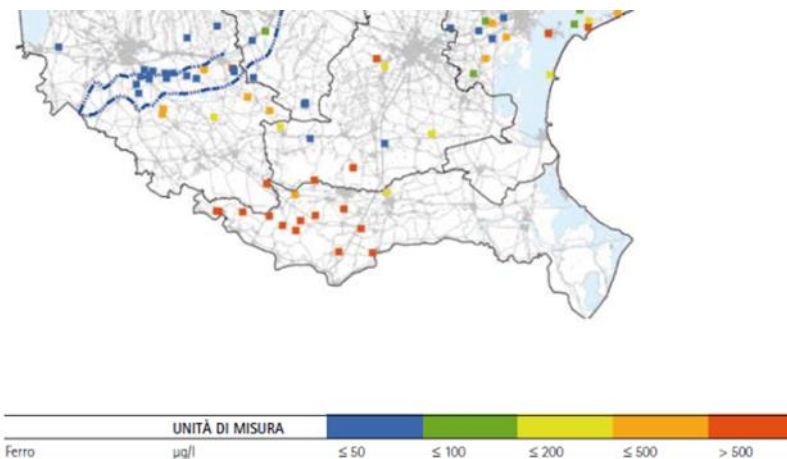 UNITÀ DI MISURA
Ferro µg/l ≤ 50 ≤ 100 ≤ 200 ≤ 500 > 500